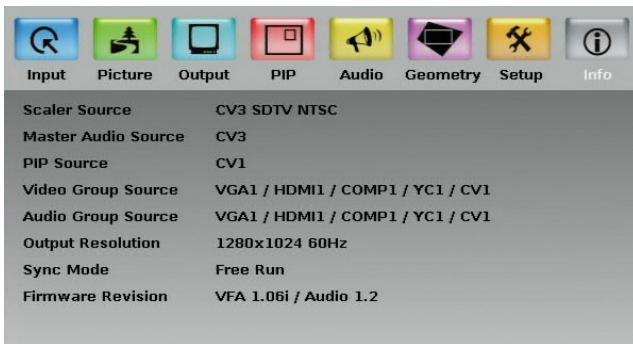 Input Picture Output PIP Audio Geometry Setup Info
Scaler Source CV3 SDTV NTSC
Master Audio Source CV3
PIP Source CV1
Video Group Source VGA1 / HDMI1 / COMP1 / YC1 / CV1
Audio Group Source VGA1 / HDMI1 / COMP1 / YC1 / CV1
Output Resolution 1280x1024 60Hz
Sync Mode Free Run
Firmware Revision VFA 1.06i / Audio 1.2